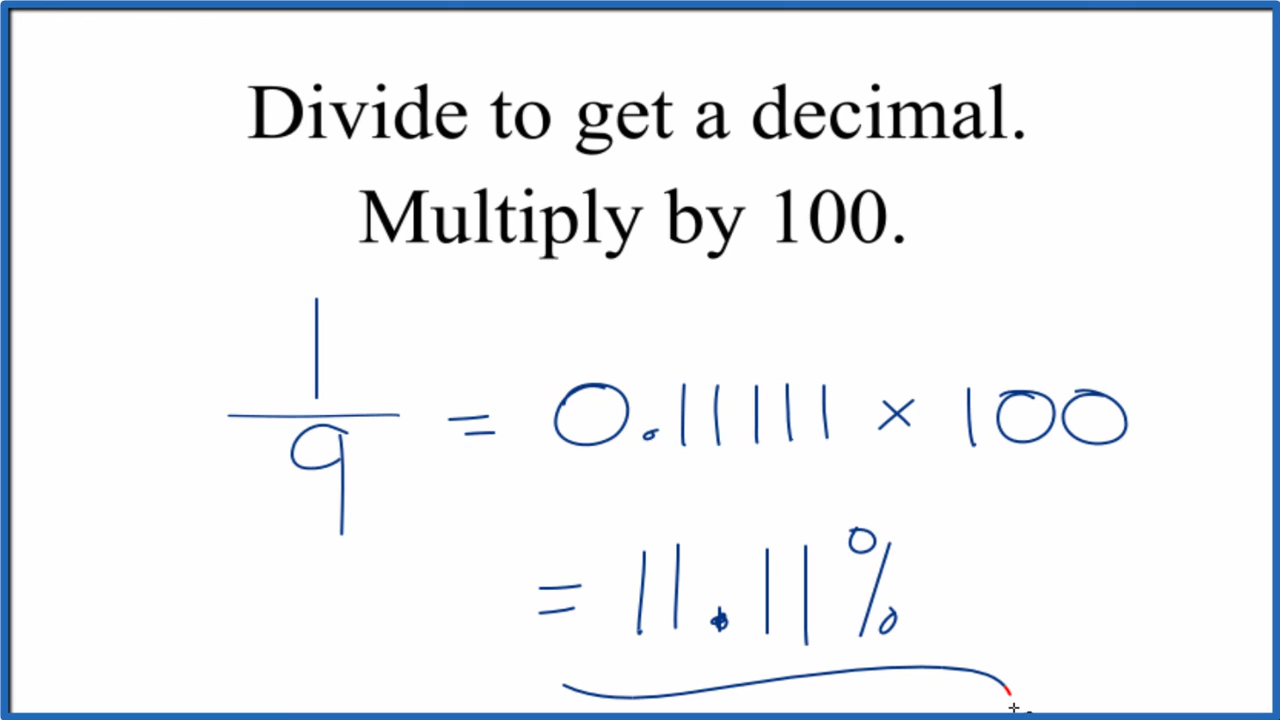 Divide to get a decimal.
Multiply by 100.
1/9 = 0.11111 × 100
= 11.11%